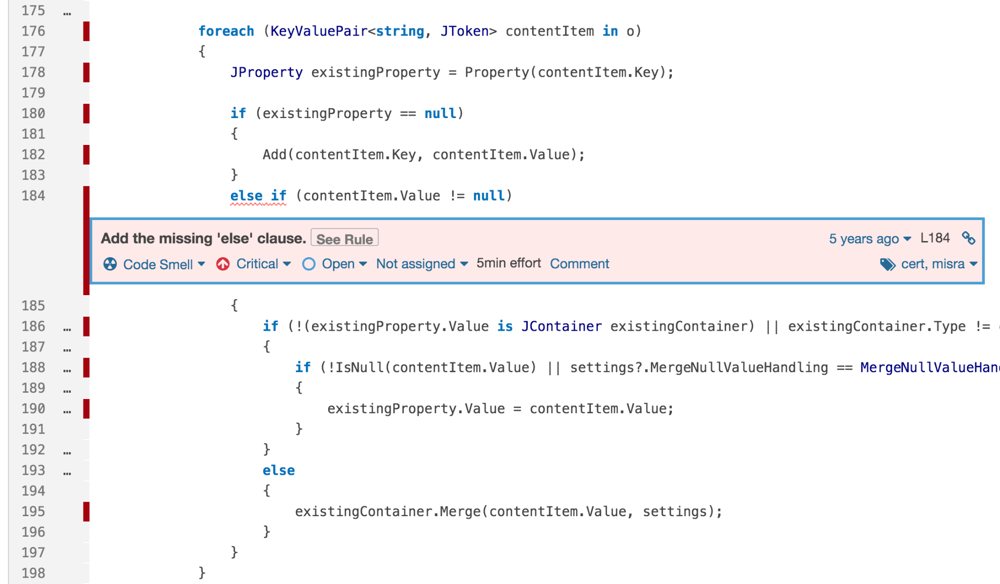 175 ...
176 foreach (KeyValuePair<string, JToken> contentItem in o)
177 {
178 JProperty existingProperty = Property(contentItem.Key);
179
180 if (existingProperty == null)
181 {
182 Add(contentItem.Key, contentItem.Value);
183 }
184 else if (contentItem.Value != null)
Add the missing 'else' clause. See Rule 5 years ago L184
Code Smell Critical Open Not assigned 5min effort Comment cert, misra
185 {
186 ... if (!(existingProperty.Value is JContainer existingContainer) || existingContainer.Type !=
187 ... {
188 ... if (!IsNull(contentItem.Value) || settings?.MergeNullValueHandling ==
189 ... {
190 ... existingProperty.Value = contentItem.Value;
191 }
192 ... }
193 ... else
194 {
195 existingContainer.Merge(contentItem.Value, settings);
196 }
197 }
198 }